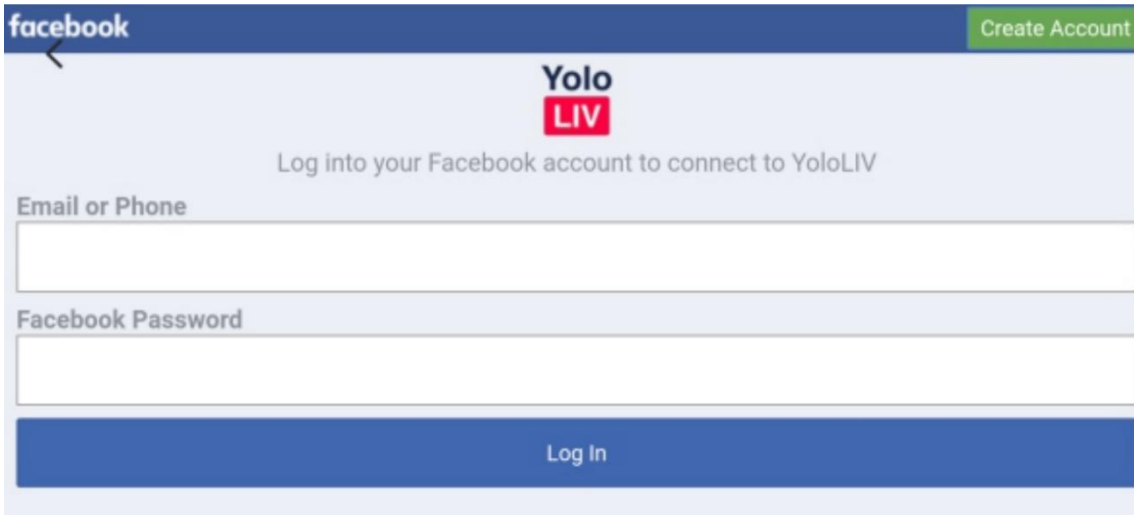 facebook
Create Account
Yolo
LIV
Log into your Facebook account to connect to YoloLIV
Email or Phone
Facebook Password
Log In